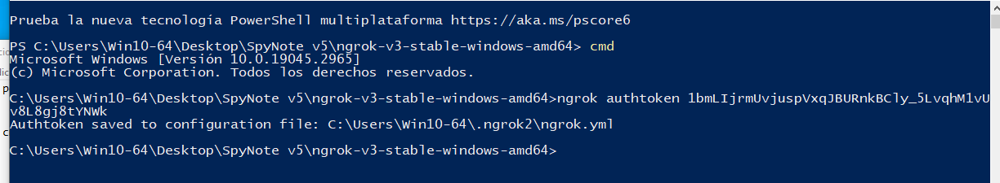 Prueba la nueva tecnología PowerShell multiplataforma https://aka.ms/pscore6
PS C:\Users\Win10-64\Desktop\SpyNote v5\ngrok-v3-stable-windows-amd64> cmd
Microsoft Windows [Versión 10.0.19045.2965]
(c) Microsoft Corporation. Todos los derechos reservados.
C:\Users\Win10-64\Desktop\SpyNote v5\ngrok-v3-stable-windows-amd64>ngrok authtoken 1bmLIjrmUvjuspVxqJBURnkBCly_5LvqhM1vU
v8L8gj8tYNWk
Authtoken saved to configuration file: C:\Users\Win10-64\.ngrok2\ngrok.yml
C:\Users\Win10-64\Desktop\SpyNote v5\ngrok-v3-stable-windows-amd64>